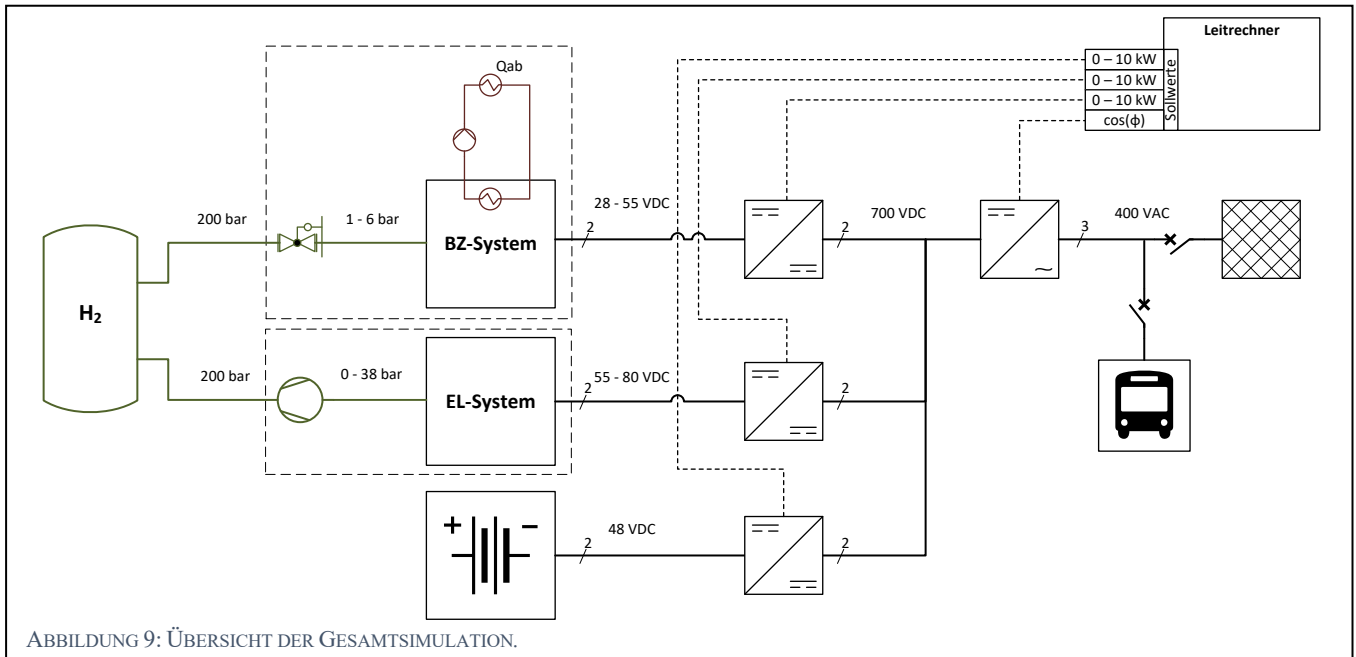 Leitrechner
Qab
0 – 10 kW
0 – 10 kW
0 – 10 kW
cos(ϕ)
Sollwerte
200 bar
1 - 6 bar
28 - 55 VDC
700 VDC
400 VAC
BZ-System
2
2
3
H₂
200 bar
0 - 38 bar
55 - 80 VDC
EL-System
2
2
+
–
48 VDC
2
2
ABBILDUNG 9: ÜBERSICHT DER GESAMTSIMULATION.